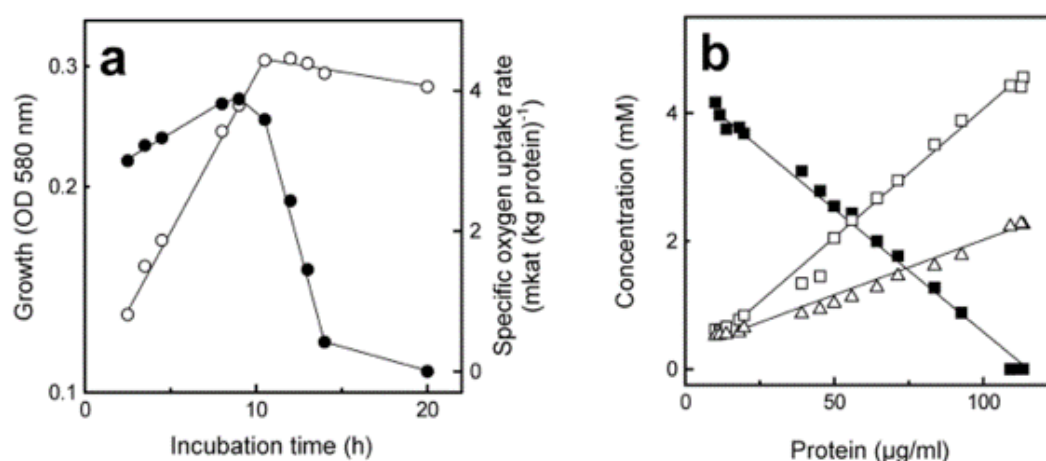 a
0.3
0.2
0.1
Growth (OD 580 nm)
4
2
0
Specific oxygen uptake rate
(mkat (kg protein)-1
0
10
20
Incubation time (h)
b
4
2
0
Concentration (mM)
0
50
100
Protein (µg/ml)